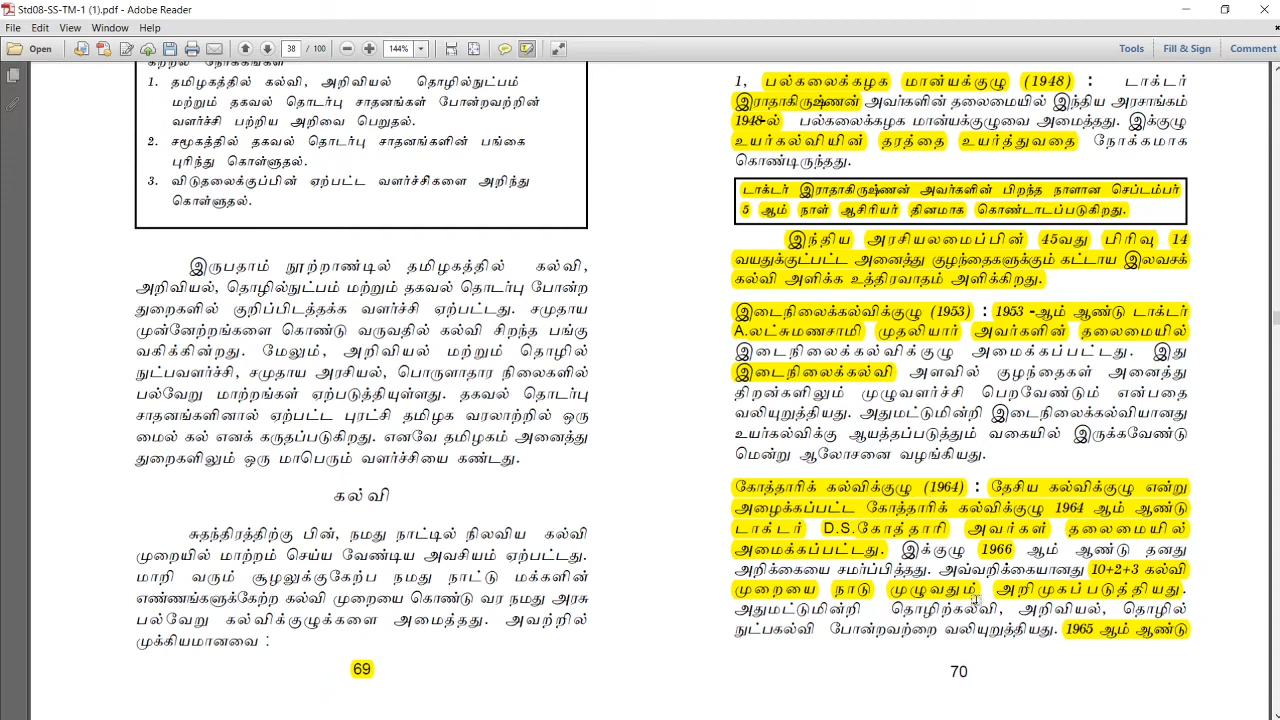 Std08-SS-TM-1 (1).pdf - Adobe Reader
File Edit View Window Help
Open 38 / 100 144% Tools Fill & Sign Comment
1. தமிழகத்தில் கல்வி, அறிவியல் தொழில்நுட்பம்
மற்றும் தகவல் தொடர்பு சாதனங்கள் போன்றவற்றின்
வளர்ச்சி பற்றிய அறிவை பெறுதல்.
2. சமூகத்தில் தகவல் தொடர்பு சாதனங்களின் பங்கை
புரிந்து கொள்ளுதல்.
3. விடுதலைக்குப்பின் ஏற்பட்ட வளர்ச்சிகளை அறிந்து
கொள்ளுதல்.
இருபதாம் நூற்றாண்டில் தமிழகத்தில் கல்வி,
அறிவியல், தொழில்நுட்பம் மற்றும் தகவல் தொடர்பு போன்ற
துறைகளில் குறிப்பிடத்தக்க வளர்ச்சி ஏற்பட்டது. சமுதாய
முன்னேற்றங்களை கொண்டு வருவதில் கல்வி சிறந்த பங்கு
வகிக்கின்றது. மேலும், அறிவியல் மற்றும் தொழில்
நுட்பவளர்ச்சி, சமுதாய அரசியல், பொருளாதார நிலைகளில்
பல்வேறு மாற்றங்கள் ஏற்படுத்தியுள்ளது. தகவல் தொடர்பு
சாதனங்களினால் ஏற்பட்ட புரட்சி தமிழக வரலாற்றில் ஒரு
மைல் கல் எனக் கருதப்படுகிறது. எனவே தமிழகம் அனைத்து
துறைகளிலும் ஒரு மாபெரும் வளர்ச்சியை கண்டது.
கல்வி
சுதந்திரத்திற்கு பின், நமது நாட்டில் நிலவிய கல்வி
முறையில் மாற்றம் செய்ய வேண்டிய அவசியம் ஏற்பட்டது.
மாறி வரும் சூழலுக்குகேற்ப நமது நாட்டு மக்களின்
எண்ணங்களுக்கேற்ற கல்வி முறையை கொண்டு வர நமது அரசு
பல்வேறு கல்விக்குழுக்களை அமைத்தது. அவற்றில்
முக்கியமானவை :
69
1, பல்கலைக்கழக மான்யக்குழு (1948) : டாக்டர்
இராதாகிருஷ்ணன் அவர்களின் தலைமையில் இந்திய அரசாங்கம்
1948-ல் பல்கலைக்கழக மான்யக்குழுவை அமைத்தது. இக்குழு
உயர்கல்வியின் தரத்தை உயர்த்துவதை நோக்கமாக
கொண்டிருந்தது.
டாக்டர் இராதாகிருஷ்ணன் அவர்களின் பிறந்த நாளான செப்டம்பர்
5 ஆம் நாள் ஆசிரியர் தினமாக கொண்டாடப்படுகிறது.
இந்திய அரசியலமைப்பின் 45வது பிரிவு 14
வயதுக்குட்பட்ட அனைத்து குழந்தைகளுக்கும் கட்டாய இலவசக்
கல்வி அளிக்க உத்திரவாதம் அளிக்கிறது.
இடைநிலைக்கல்விக்குழு (1953) : 1953 -ஆம் ஆண்டு டாக்டர்
A.லட்சுமணசாமி முதலியார் அவர்களின் தலைமையில்
இடைநிலைக்கல்விக்குழு அமைக்கப்பட்டது. இது
இடைநிலைக்கல்வி அளவில் குழந்தைகள் அனைத்து
திறன்களிலும் முழுவளர்ச்சி பெறவேண்டும் என்பதை
வலியுறுத்தியது. அதுமட்டுமின்றி இடைநிலைக்கல்வியானது
உயர்கல்விக்கு ஆயத்தப்படுத்தும் வகையில் இருக்கவேண்டு
மென்று ஆலோசனை வழங்கியது.
கோத்தாரிக் கல்விக்குழு (1964) : தேசிய கல்விக்குழு என்று
அழைக்கப்பட்ட கோத்தாரிக் கல்விக்குழு 1964 ஆம் ஆண்டு
டாக்டர் D.S.கோத்தாரி அவர்கள் தலைமையில்
அமைக்கப்பட்டது. இக்குழு 1966 ஆம் ஆண்டு தனது
அறிக்கையை சமர்ப்பித்தது. அவ்வறிக்கையானது 10+2+3 கல்வி
முறையை நாடு முழுவதும் அறிமுகப்படுத்தியது.
அதுமட்டுமின்றி தொழிற்கல்வி, அறிவியல், தொழில்
நுட்பகல்வி போன்றவற்றை வலியுறுத்தியது. 1965 ஆம் ஆண்டு
70